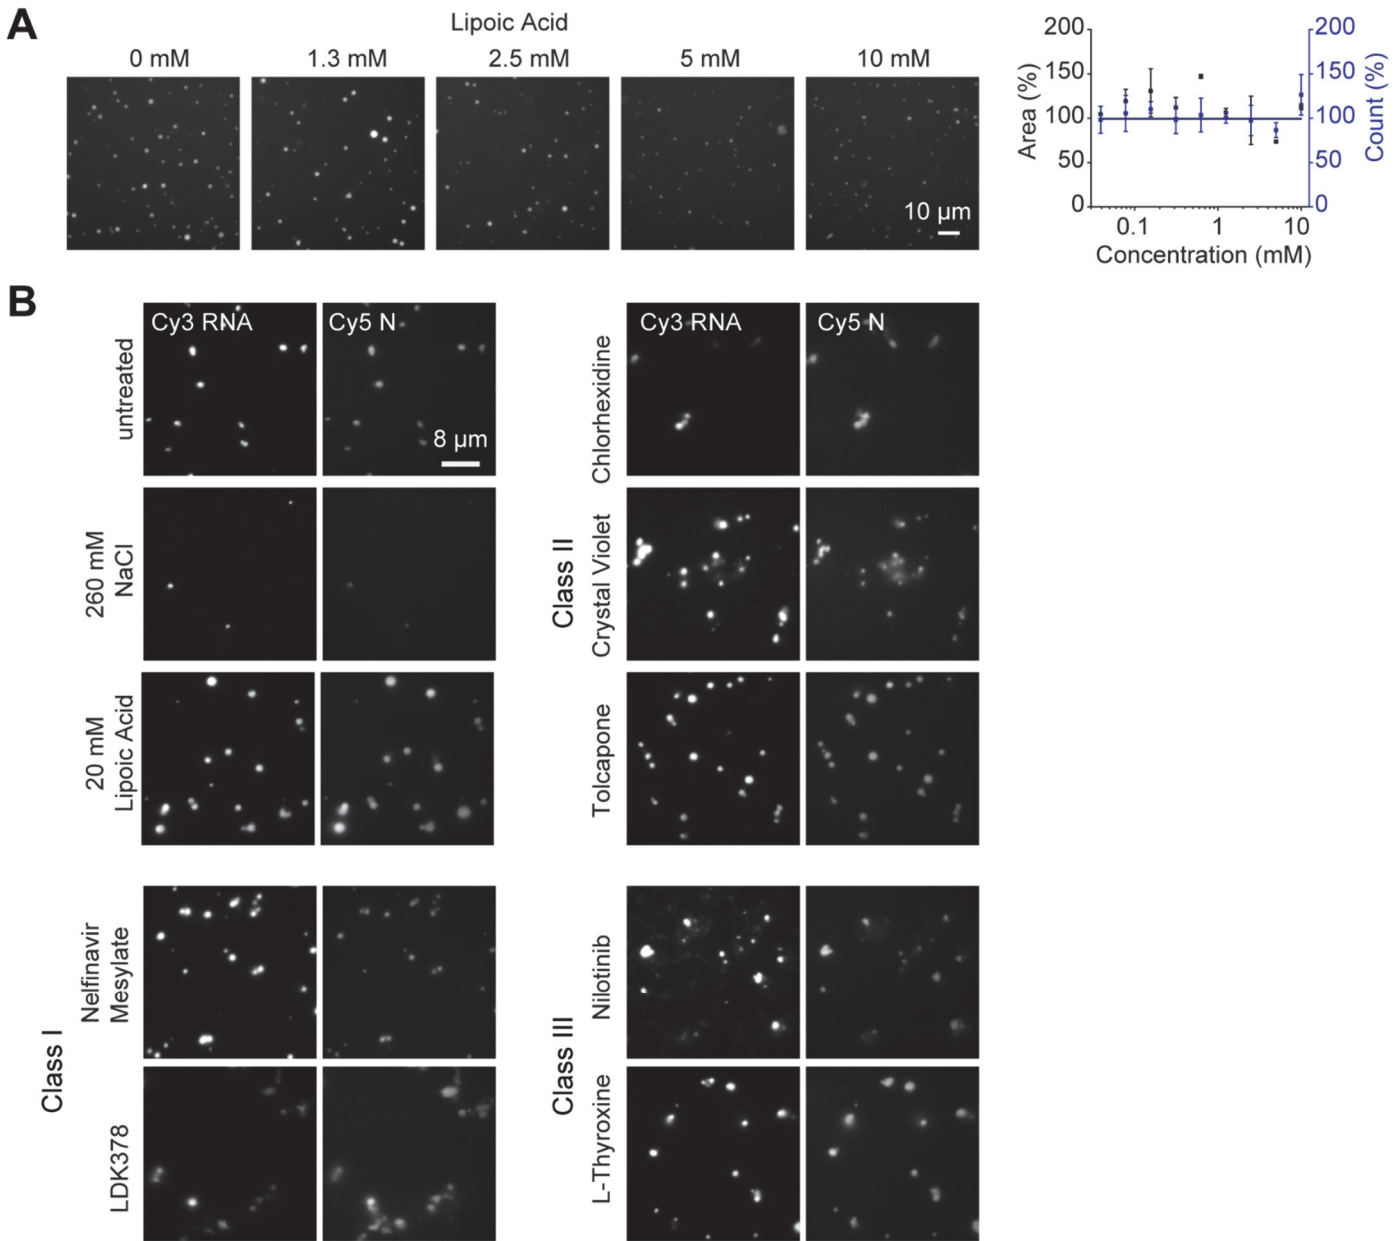 A
Lipoic Acid
0 mM
1.3 mM
2.5 mM
5 mM
10 mM
10 µm
200
150
100
50
0
Area (%)
200
150
100
50
0
Count (%)
0.1
1
10
Concentration (mM)
B
Cy3 RNA
Cy5 N
untreated
8 µm
260 mM
NaCl
20 mM
Lipoic Acid
Class I
Nelfinavir
Mesylate
LDK378
Cy3 RNA
Cy5 N
Class II
Chlorhexidine
Crystal Violet
Tolcapone
Class III
Nilotinib
L-Thyroxine